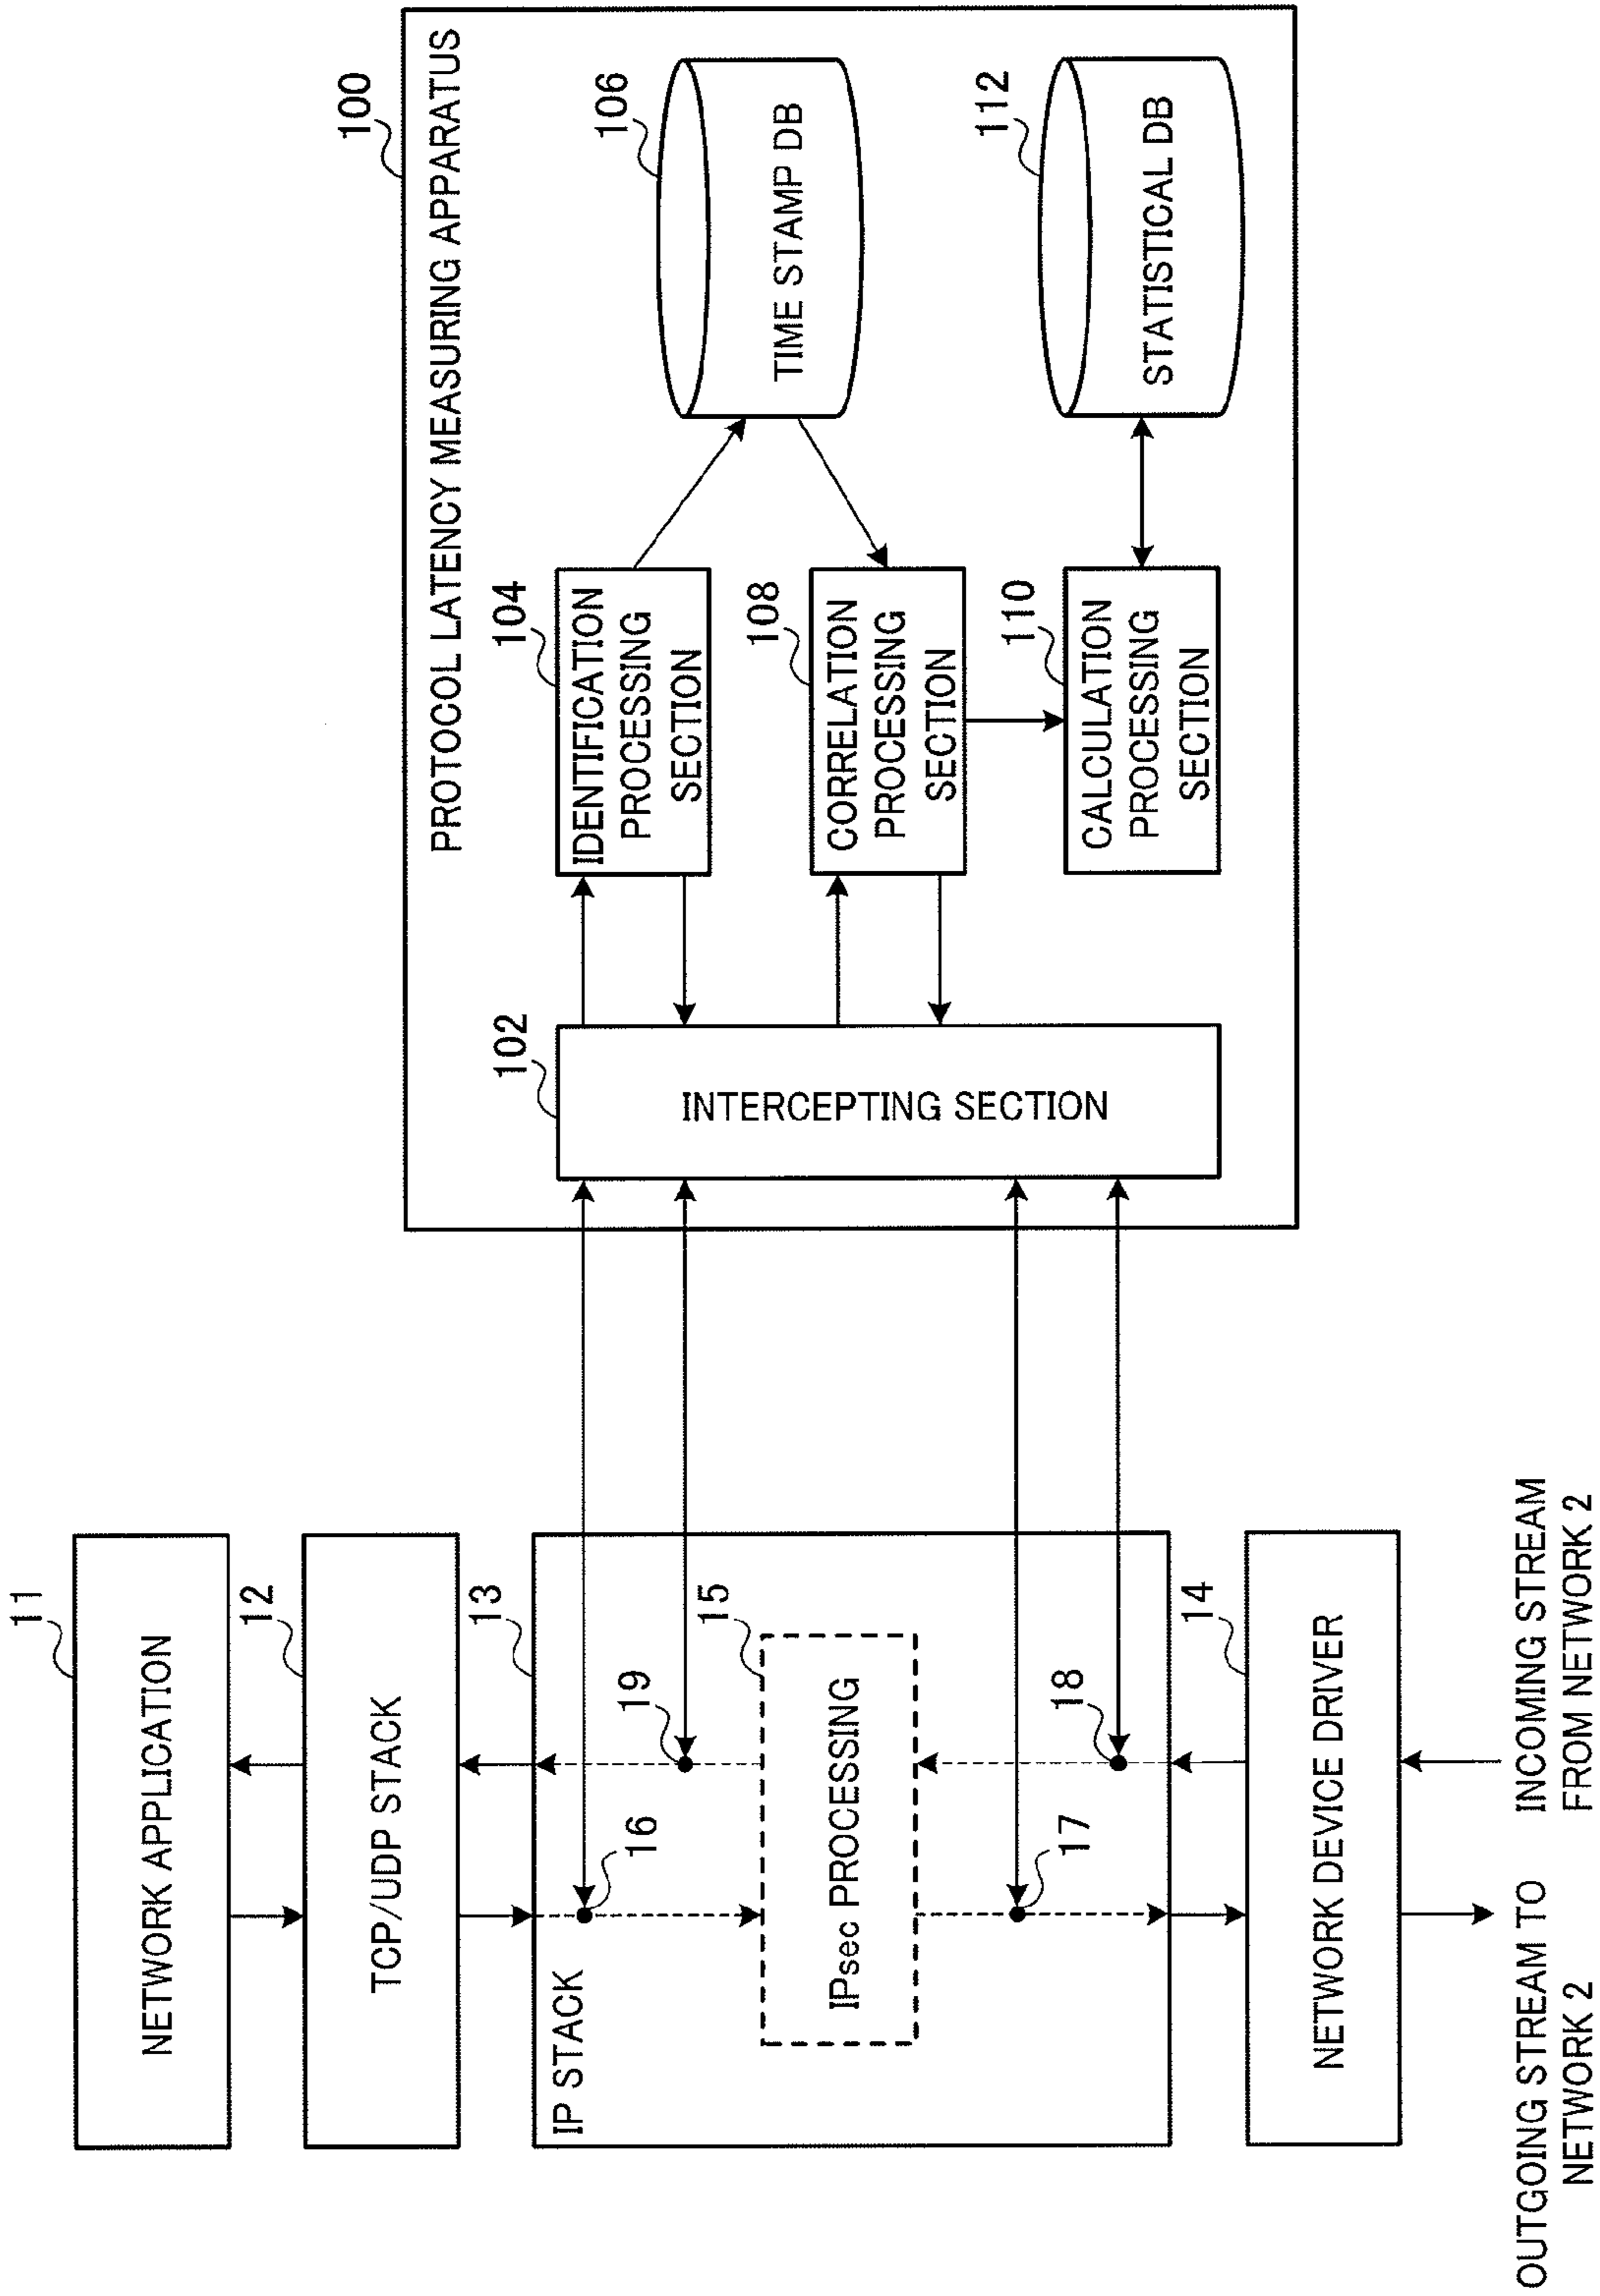 11
NETWORK APPLICATION
12
TCP/UDP STACK
13
IP STACK
16
19
15
IPsec PROCESSING
17
18
14
NETWORK DEVICE DRIVER
OUTGOING STREAM TO
NETWORK 2
INCOMING STREAM
FROM NETWORK 2
100
PROTOCOL LATENCY MEASURING APPARATUS
102
INTERCEPTING SECTION
104
IDENTIFICATION
PROCESSING
SECTION
106
TIME STAMP DB
108
CORRELATION
PROCESSING
SECTION
110
CALCULATION
PROCESSING
SECTION
112
STATISTICAL DB